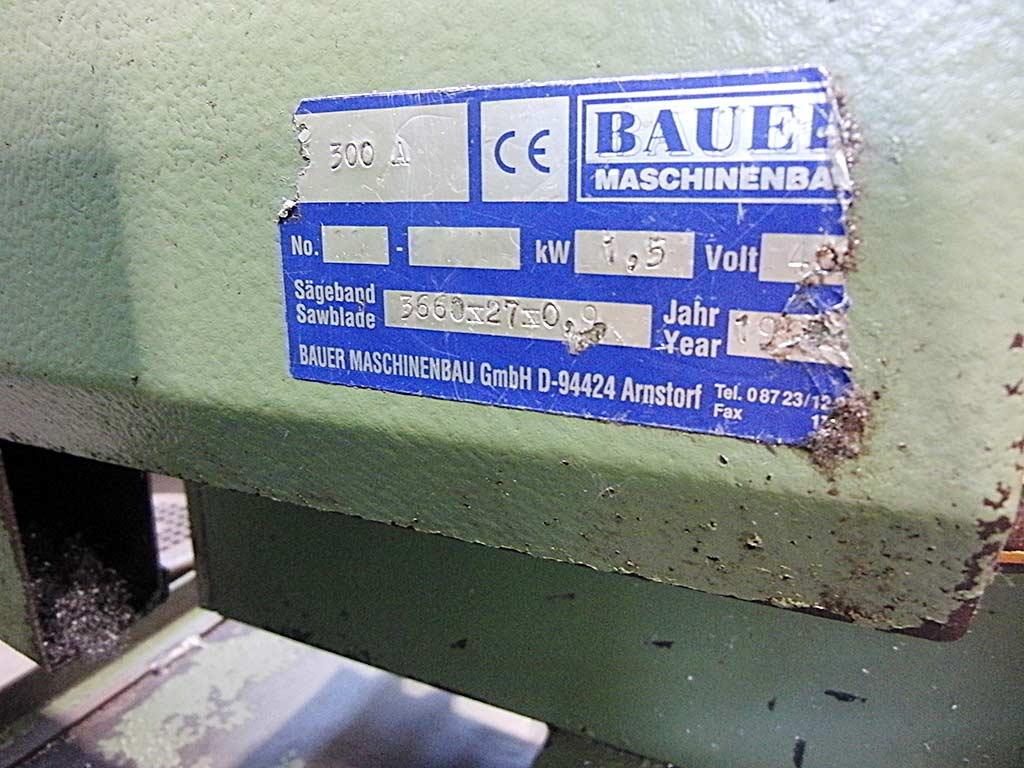 300 A
CE
BAUE
MASCHINENBA
No. - kW 1,5 Volt
Sägeband
Sawblade
3660x27x0,9
Jahr
Year
19
BAUER MASCHINENBAU GmbH D-94424 Arnstorf
Tel. 08723/12
Fax